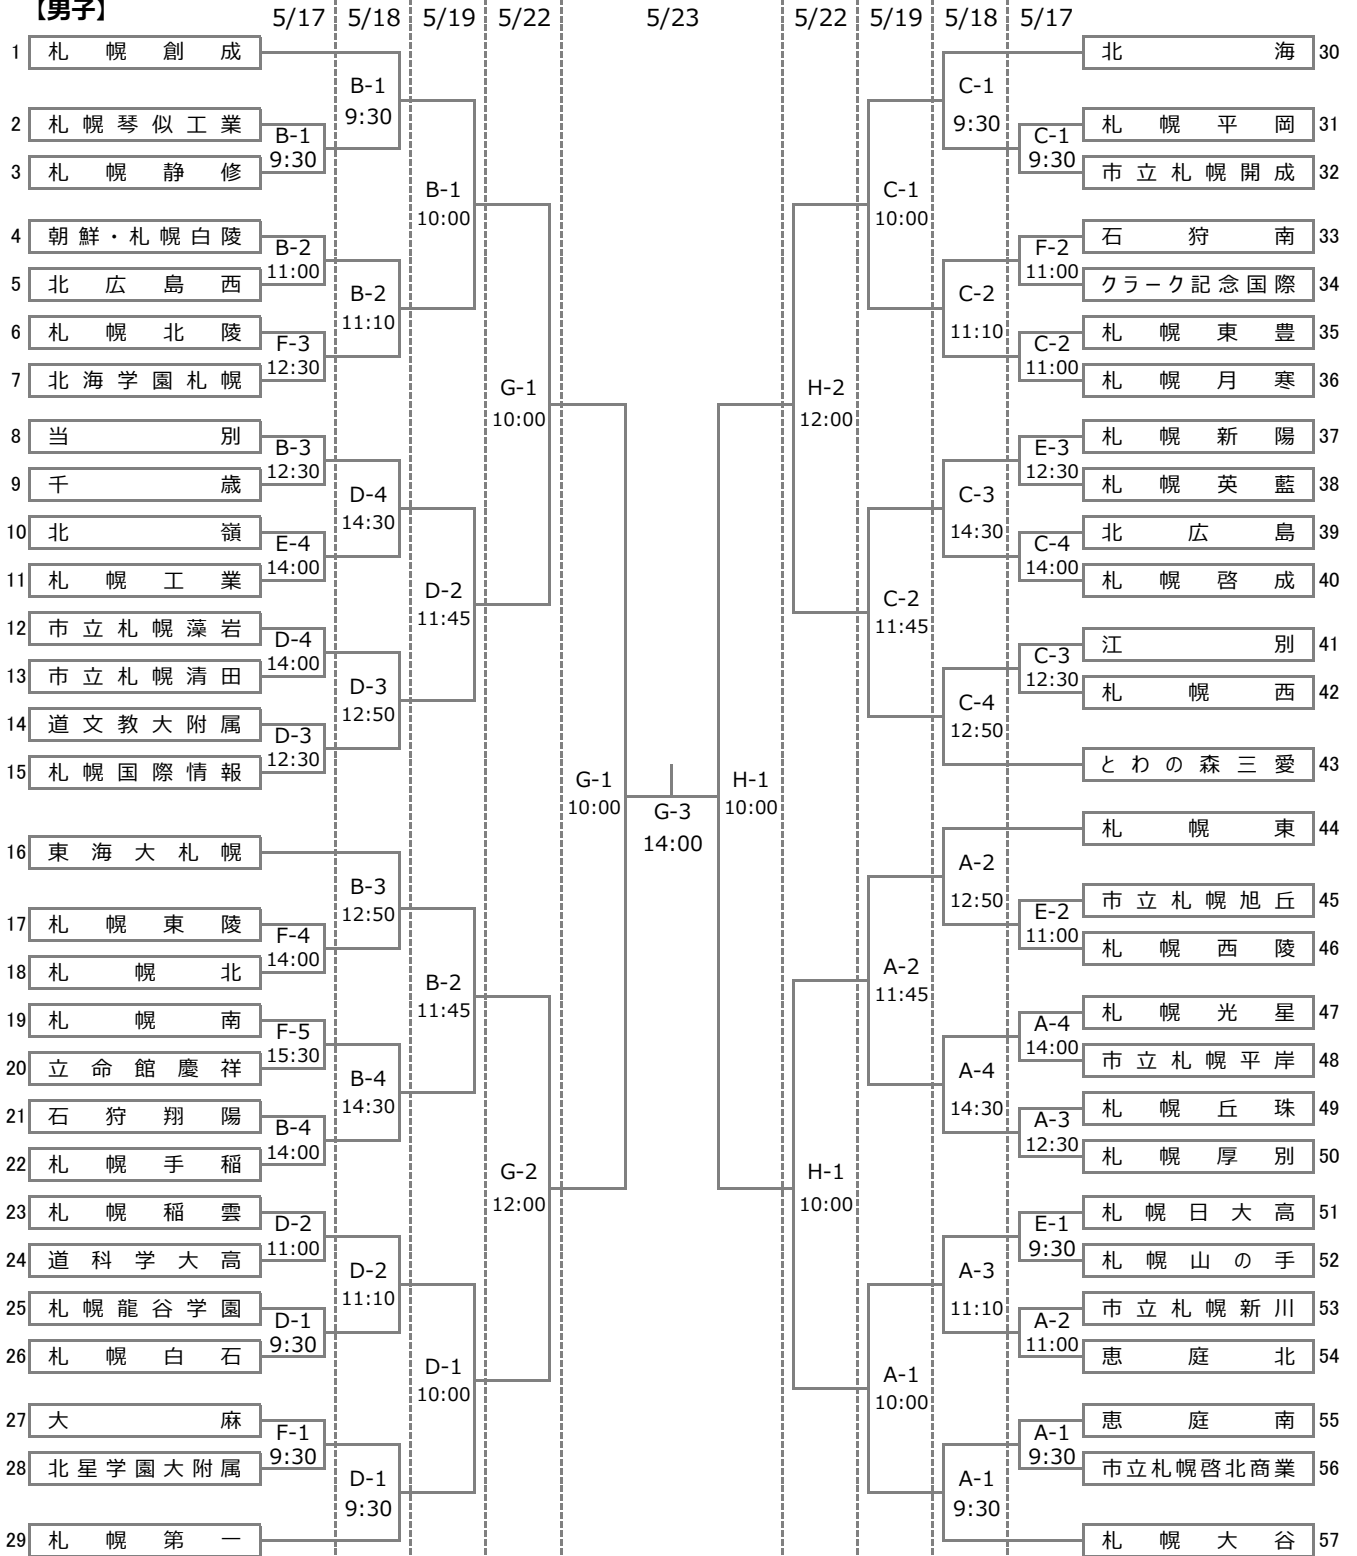 【男子】
5/17 5/18 5/19 5/22 5/23 5/22 5/19 5/18 5/17
1 札幌創成
2 札幌琴似工業
3 札幌静修
4 朝鮮・札幌白陵
5 北広島西
6 札幌北陵
7 北海学園札幌
8 当別
9 千歳
10 北嶺
11 札幌工業
12 市立札幌藻岩
13 市立札幌清田
14 道文教大附属
15 札幌国際情報
16 東海大札幌
17 札幌東陵
18 札幌北
19 札幌南
20 立命館慶祥
21 石狩翔陽
22 札幌手稲
23 札幌稲雲
24 道科学大高
25 札幌龍谷学園
26 札幌白石
27 大麻
28 北星学園大附属
29 札幌第一
B-1
9:30
B-2
11:00
F-3
12:30
B-3
12:30
E-4
14:00
D-4
14:00
D-3
12:30
F-4
14:00
F-5
15:30
B-4
14:00
D-2
11:00
D-1
9:30
F-1
9:30
B-1
9:30
B-2
11:10
D-4
14:30
D-3
12:50
B-3
12:50
B-4
14:30
D-2
11:10
D-1
9:30
B-1
10:00
D-2
11:45
B-2
11:45
D-1
10:00
G-1
10:00
G-2
12:00
G-1
10:00
G-3
14:00
H-1
10:00
H-2
12:00
H-1
10:00
C-1
10:00
C-2
11:45
A-2
11:45
A-1
10:00
C-1
9:30
C-2
11:10
C-3
14:30
C-4
12:50
A-2
12:50
A-4
14:30
A-3
11:10
A-1
9:30
C-1
9:30
F-2
11:00
C-2
11:00
E-3
12:30
C-4
14:00
C-3
12:30
E-2
11:00
A-4
14:00
A-3
12:30
E-1
9:30
A-2
11:00
A-1
9:30
北海 30
札幌平岡 31
市立札幌開成 32
石狩南 33
クラーク記念国際 34
札幌東豊 35
札幌月寒 36
札幌新陽 37
札幌英藍 38
北広島 39
札幌啓成 40
江別 41
札幌西 42
とわの森三愛 43
札幌東 44
市立札幌旭丘 45
札幌西陵 46
札幌光星 47
市立札幌平岸 48
札幌丘珠 49
札幌厚別 50
札幌日大高 51
札幌山の手 52
市立札幌新川 53
恵庭北 54
恵庭南 55
市立札幌啓北商業 56
札幌大谷 57